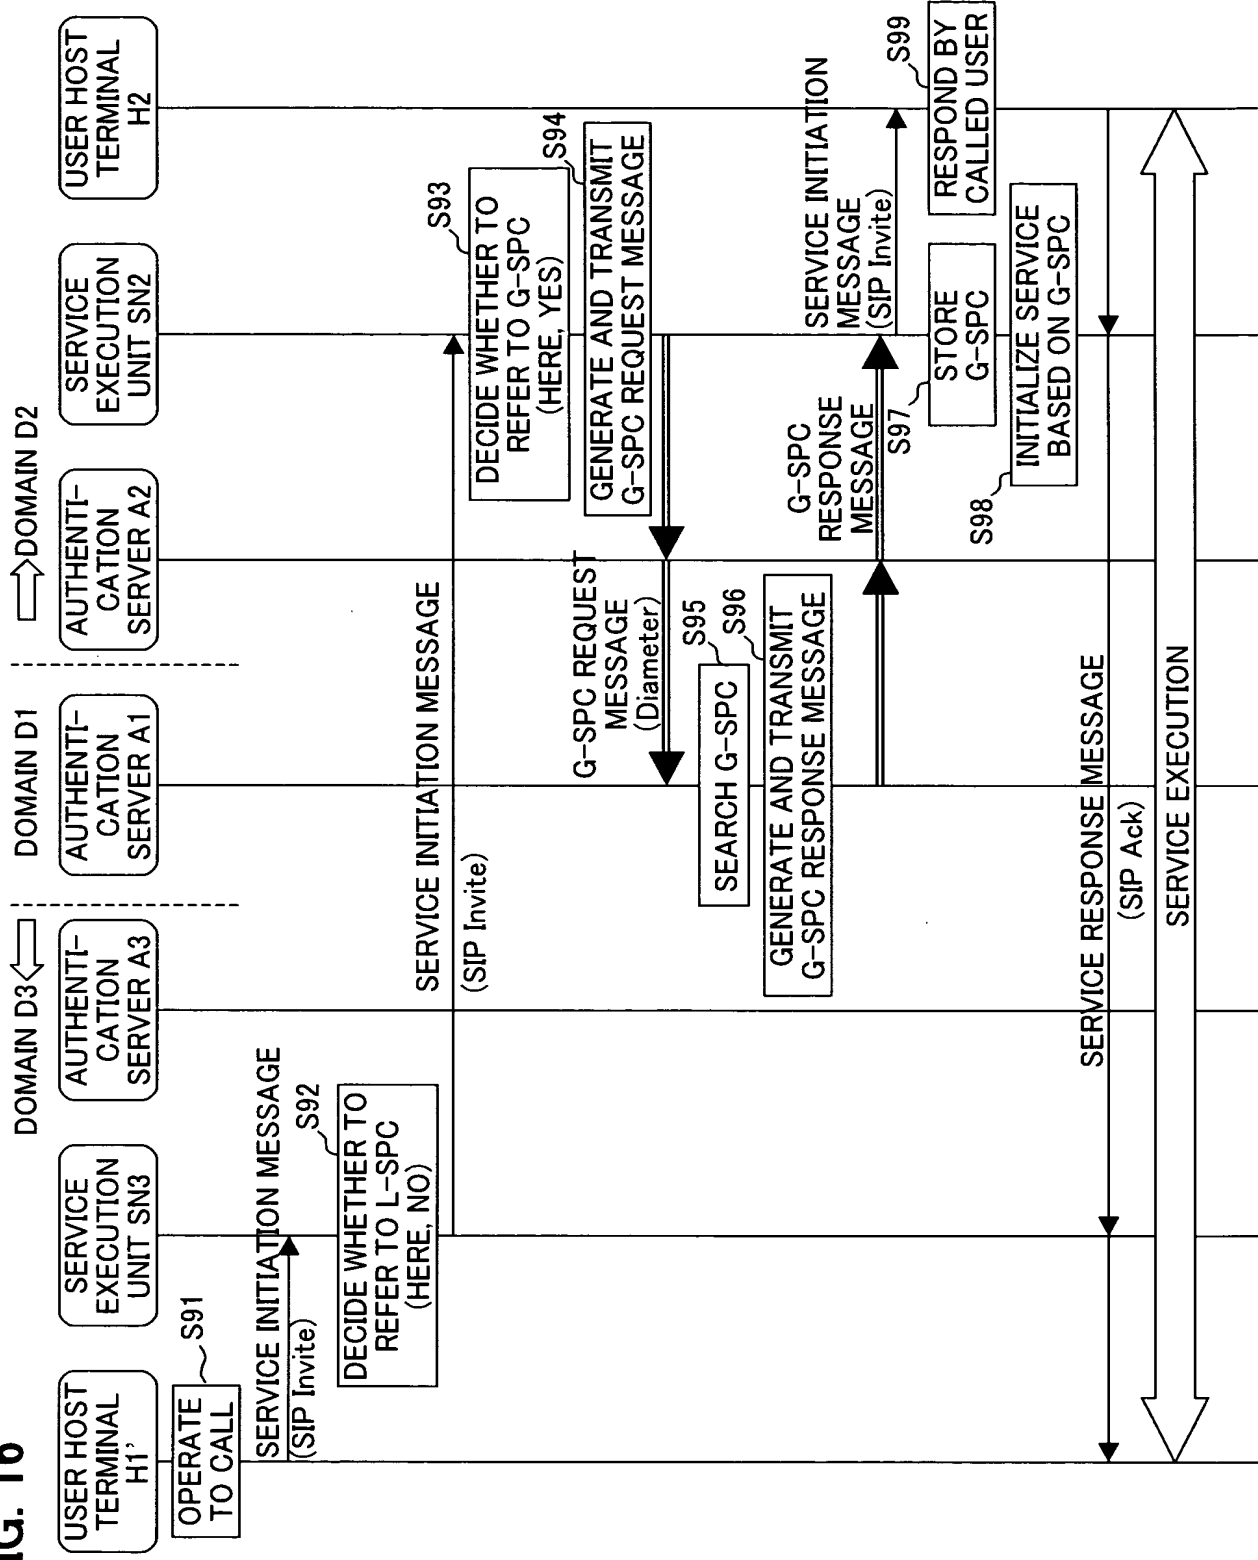 IG. 16
DOMAIN D3
DOMAIN D1
DOMAIN D2
USER HOST
TERMINAL
H1'
SERVICE
EXECUTION
UNIT SN3
AUTHENTI-
CATION
SERVER A3
AUTHENTI-
CATION
SERVER A1
AUTHENTI-
CATION
SERVER A2
SERVICE
EXECUTION
UNIT SN2
USER HOST
TERMINAL
H2
OPERATE
TO CALL
S91
SERVICE INITIATION MESSAGE
(SIP Invite)
S92
DECIDE WHETHER TO
REFER TO L-SPC
(HERE, NO)
SERVICE INITIATION MESSAGE
(SIP Invite)
S93
DECIDE WHETHER TO
REFER TO G-SPC
(HERE, YES)
S94
GENERATE AND TRANSMIT
G-SPC REQUEST MESSAGE
G-SPC REQUEST
MESSAGE
(Diameter)
S95
SEARCH G-SPC
S96
GENERATE AND TRANSMIT
G-SPC RESPONSE MESSAGE
G-SPC
RESPONSE
MESSAGE
SERVICE INITIATION
MESSAGE
(SIP Invite)
S97
STORE
G-SPC
S99
RESPOND BY
CALLED USER
S98
INITIALIZE SERVICE
BASED ON G-SPC
SERVICE RESPONSE MESSAGE
(SIP Ack)
SERVICE EXECUTION